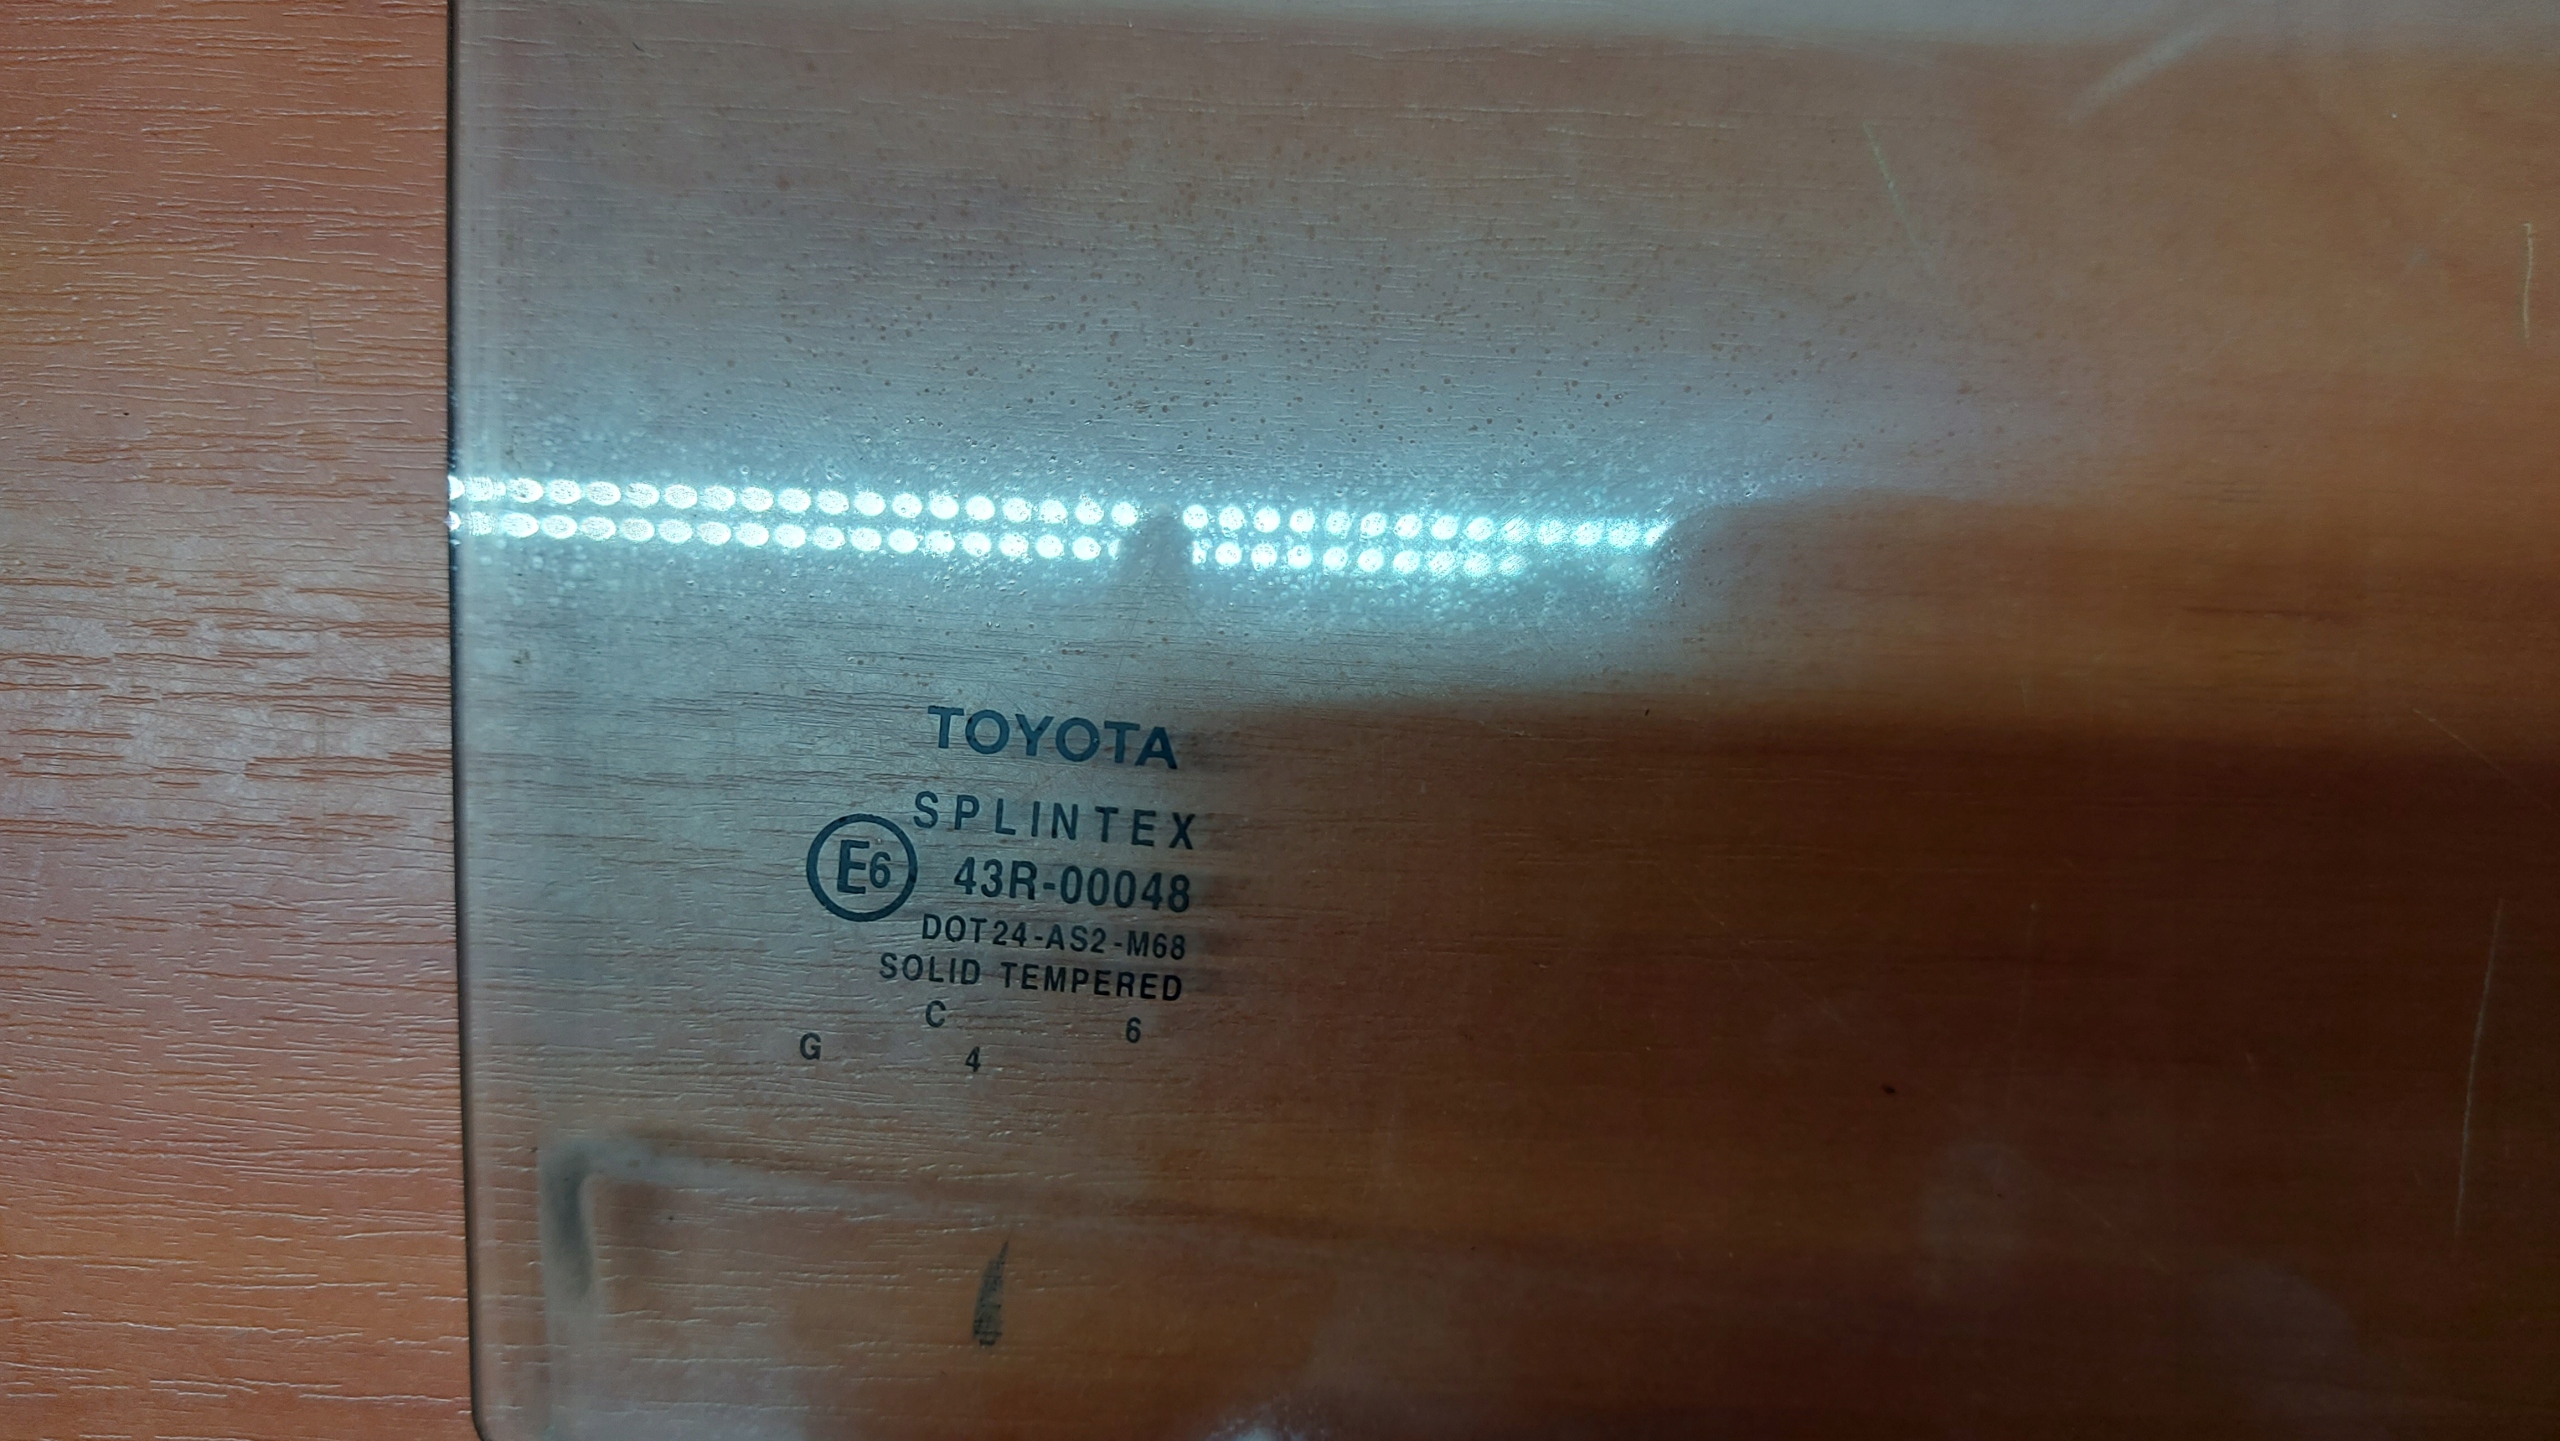 TOYOTA
SPLINTEX
E6 43R-00048
DOT24-AS2-M68
SOLID TEMPERED
C 6
G 4